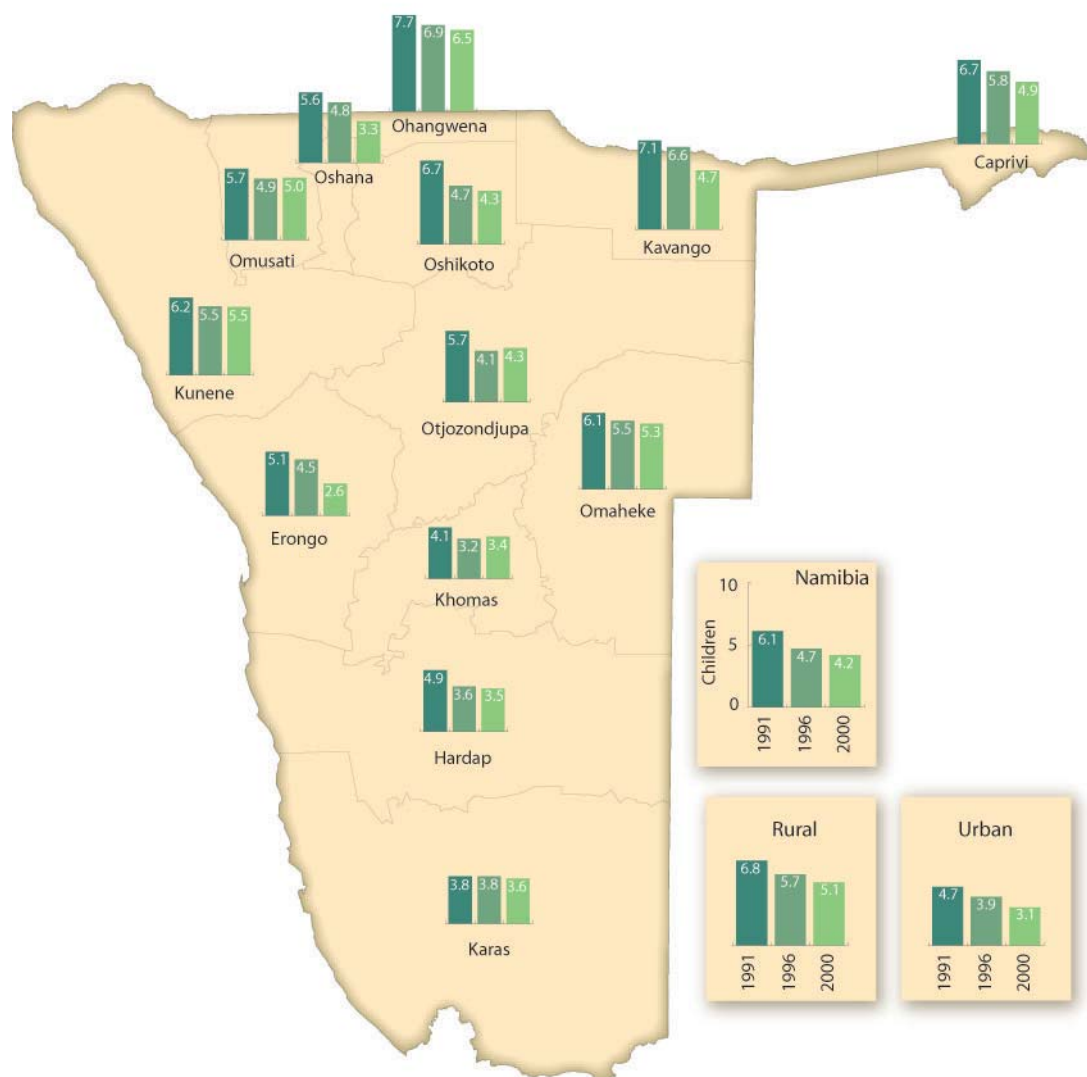 7.7 6.9 6.5
Ohangwena
6.7 5.8 4.9
Caprivi
5.6 4.8 3.3
Oshana
7.1 6.6 4.7
Kavango
5.7 4.9 5.0
Omusati
6.7 4.7 4.3
Oshikoto
6.2 5.5 5.5
Kunene
5.7 4.1 4.3
Otjozondjupa
6.1 5.5 5.3
Omaheke
5.1 4.5 2.6
Erongo
4.1 3.2 3.4
Khomas
4.9 3.6 3.5
Hardap
3.8 3.8 3.6
Karas
Namibia
Children
10
5
0
6.1 4.7 4.2
1991 1996 2000
Rural
6.8 5.7 5.1
1991 1996 2000
Urban
4.7 3.9 3.1
1991 1996 2000